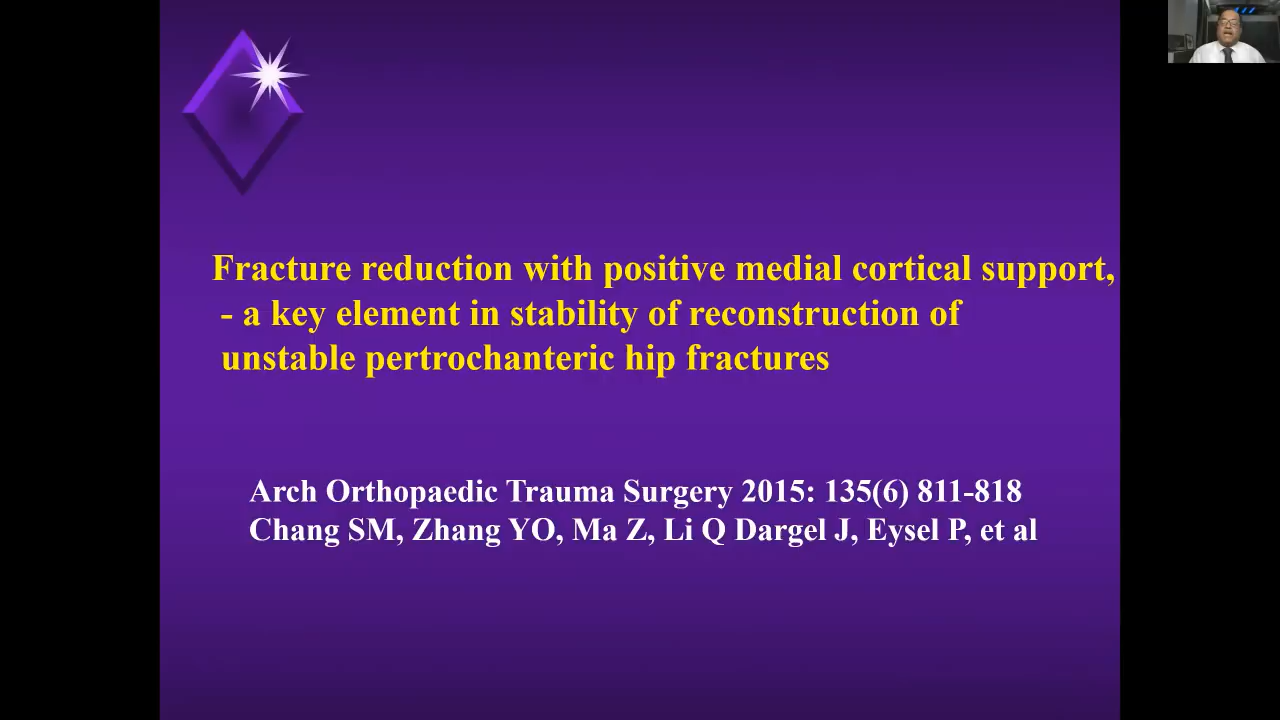 Fracture reduction with positive medial cortical support,
- a key element in stability of reconstruction of
unstable pertrochanteric hip fractures
Arch Orthopaedic Trauma Surgery 2015: 135(6) 811-818
Chang SM, Zhang YO, Ma Z, Li Q Dargel J, Eysel P, et al